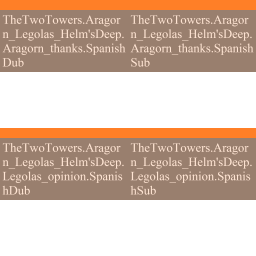 TheTwoTowers.Aragor TheTwoTowers.Aragor
n_Legolas_Helm'sDeep. n_Legolas_Helm'sDeep.
Aragorn_thanks.Spanish Aragorn_thanks.Spanish
Dub Sub
TheTwoTowers.Aragor TheTwoTowers.Aragor
n_Legolas_Helm'sDeep. n_Legolas_Helm'sDeep.
Legolas_opinion.Spanis Legolas_opinion.Spanis
hDub hSub